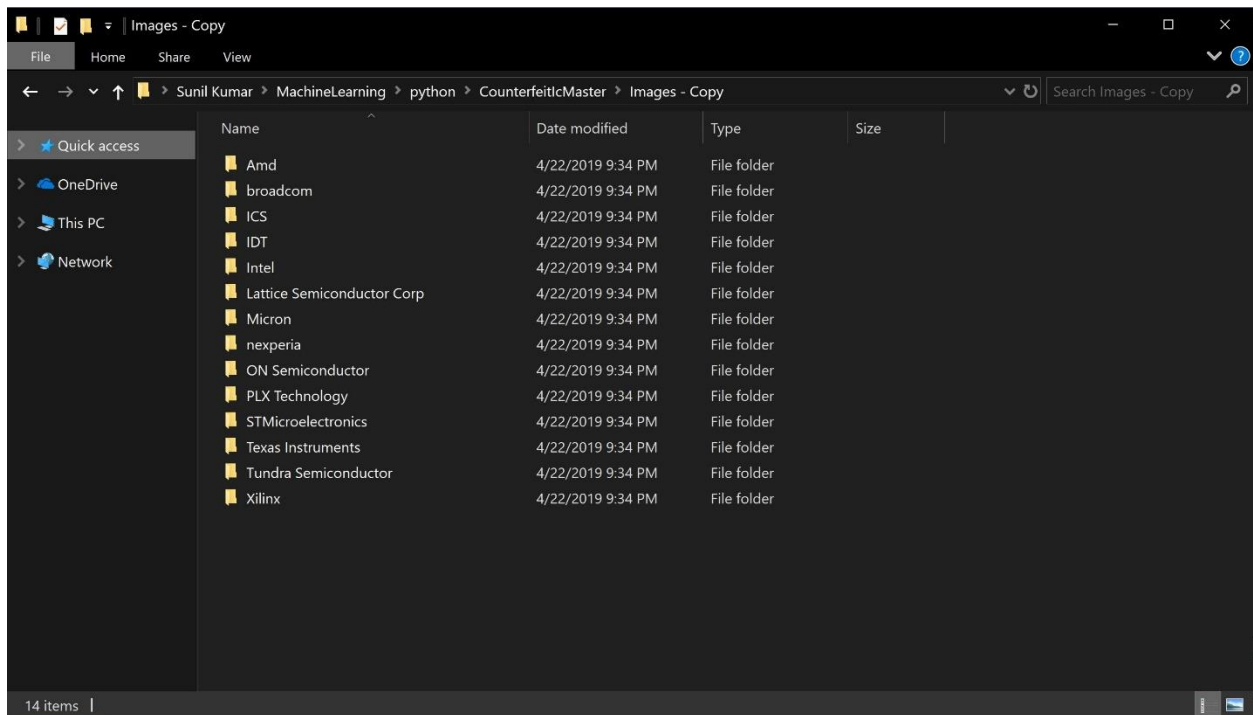 Images - Copy
File Home Share View
Sunil Kumar > MachineLearning > python > CounterfeitIcMaster > Images - Copy
Search Images - Copy
Quick access
OneDrive
This PC
Network
Name Date modified Type Size
Amd 4/22/2019 9:34 PM File folder
broadcom 4/22/2019 9:34 PM File folder
ICS 4/22/2019 9:34 PM File folder
IDT 4/22/2019 9:34 PM File folder
Intel 4/22/2019 9:34 PM File folder
Lattice Semiconductor Corp 4/22/2019 9:34 PM File folder
Micron 4/22/2019 9:34 PM File folder
nexperia 4/22/2019 9:34 PM File folder
ON Semiconductor 4/22/2019 9:34 PM File folder
PLX Technology 4/22/2019 9:34 PM File folder
STMicroelectronics 4/22/2019 9:34 PM File folder
Texas Instruments 4/22/2019 9:34 PM File folder
Tundra Semiconductor 4/22/2019 9:34 PM File folder
Xilinx 4/22/2019 9:34 PM File folder
14 items